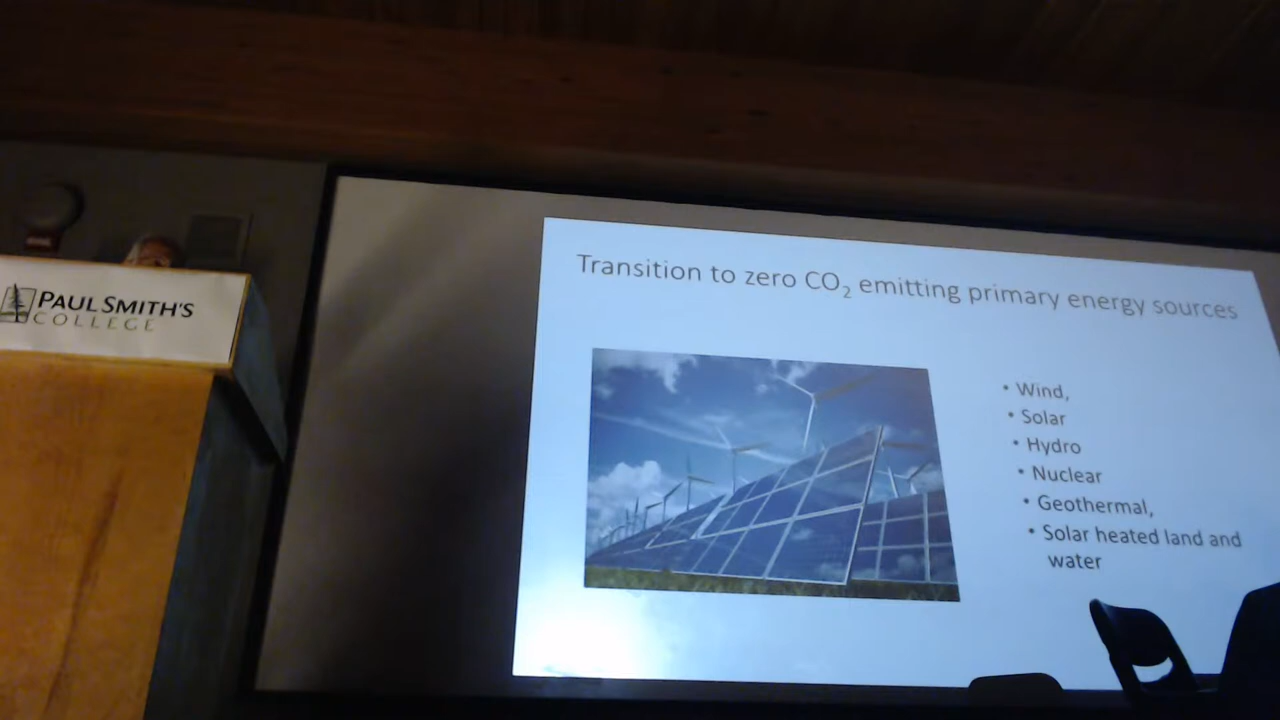 PAUL SMITH'S
COLLEGE
Transition to zero CO₂ emitting primary energy sources
• Wind,
• Solar
• Hydro
• Nuclear
• Geothermal,
• Solar heated land and
water